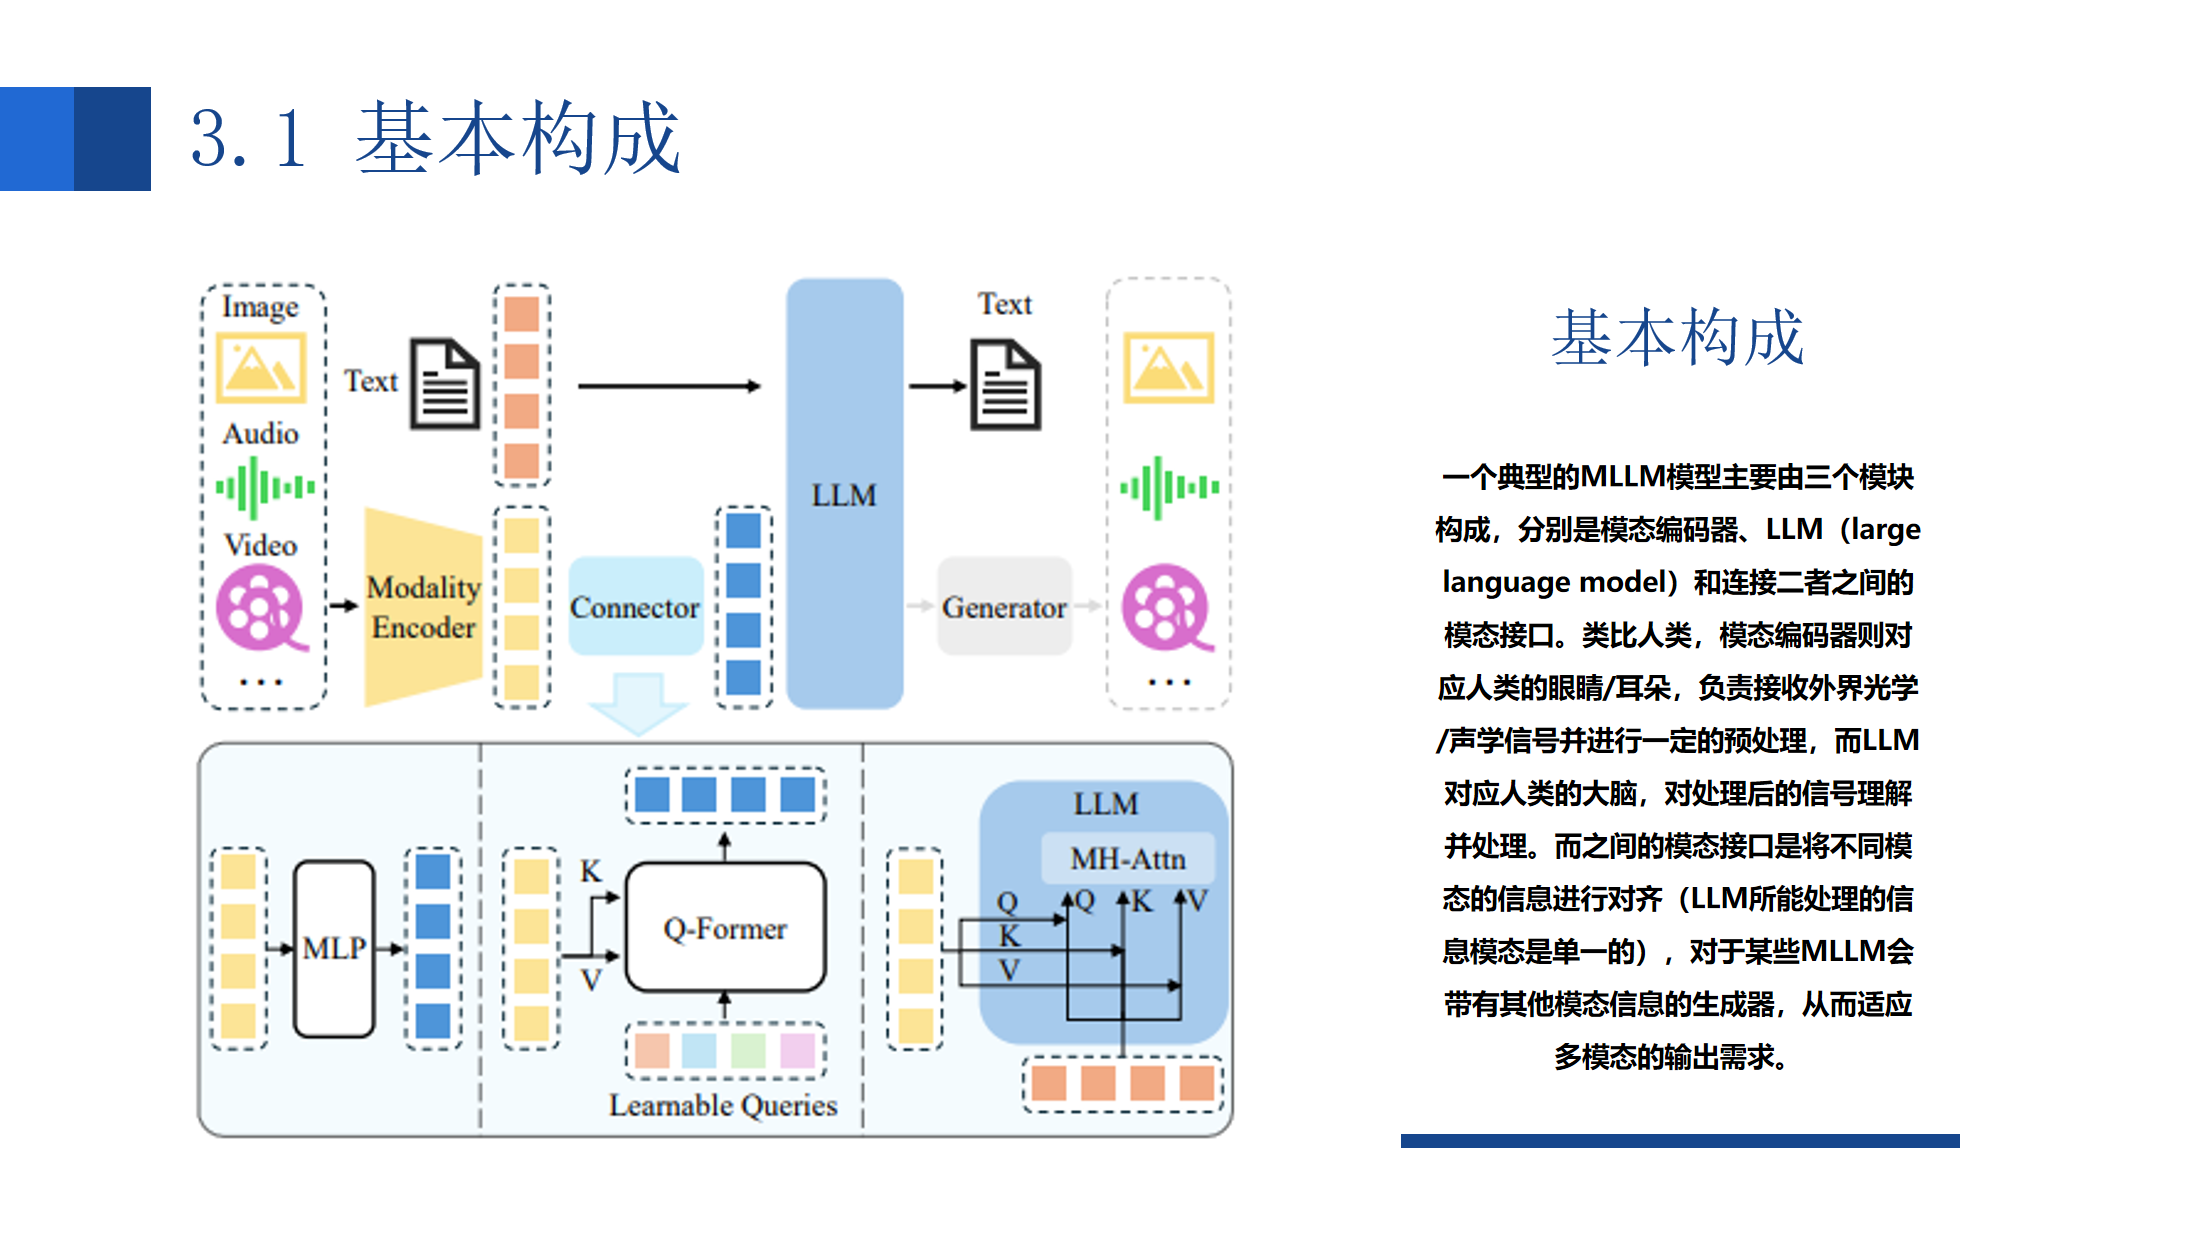 3.1 基本构成
Image
Text
Audio
Video
...
Modality
Encoder
Connector
LLM
Text
Generator
...
MLP
K
V
Q-Former
Learnable Queries
LLM
MH-Attn
Q
K
V
Q
K
V
基本构成
一个典型的MLLM模型主要由三个模块
构成，分别是模态编码器、LLM（large
language model）和连接二者之间的
模态接口。类比人类，模态编码器则对
应人类的眼睛/耳朵，负责接收外界光学
/声学信号并进行一定的预处理，而LLM
对应人类的大脑，对处理后的信号理解
并处理。而之间的模态接口是将不同模
态的信息进行对齐（LLM所能处理的信
息模态是单一的），对于某些MLLM会
带有其他模态信息的生成器，从而适应
多模态的输出需求。